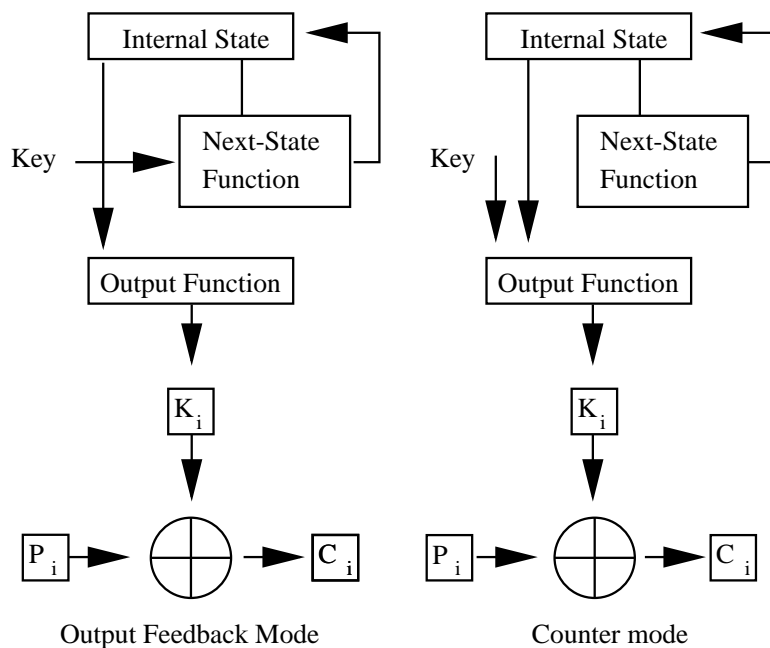 Internal State
Next-State
Function
Key
Output Function
K i
P i
C i
Output Feedback Mode
Internal State
Next-State
Function
Key
Output Function
K i
P i
C i
Counter mode